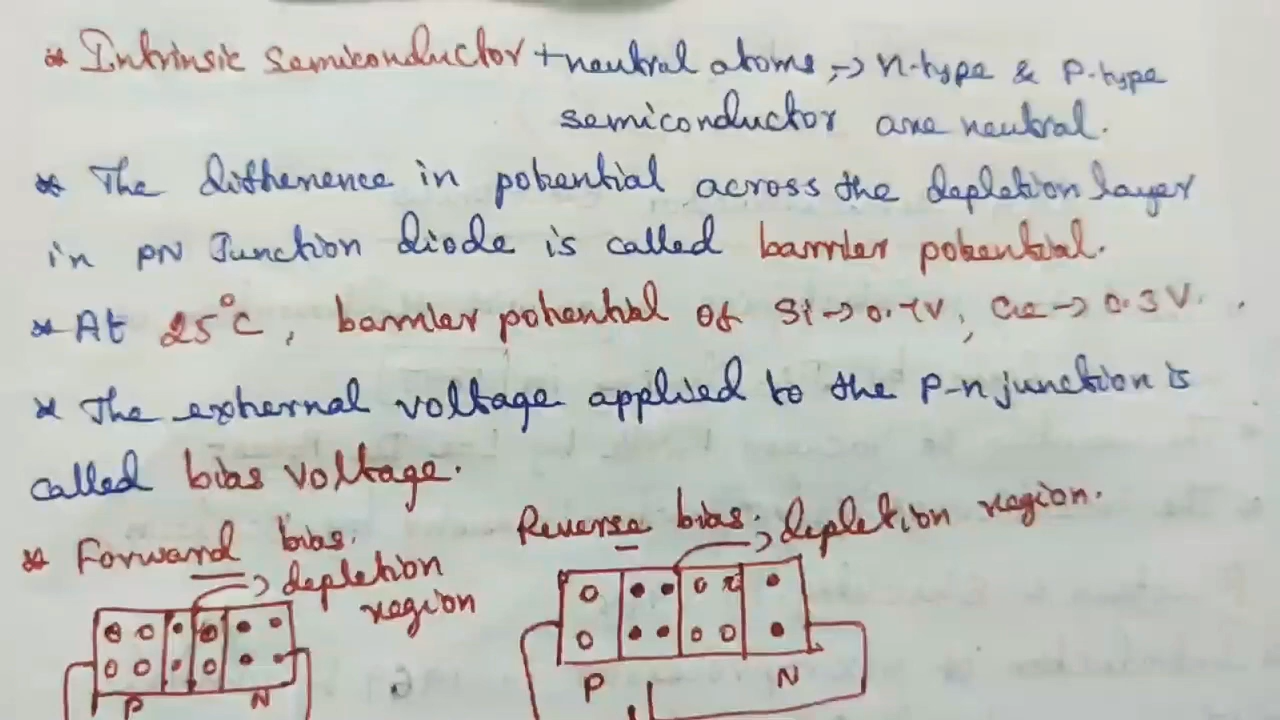 * Intrinsic semiconductor + neutral atoms, -> n-type & P-type
semiconductor are neutral.
* The difference in potential across the depletion layer
in PN Junction diode is called barrier potential.
* At 25°C, barrier potential of Si -> 0.7V, Ge -> 0.3V.
* The external voltage applied to the p-n junction is
called bias voltage.
* Forward bias.
depletion
region
P N
Reverse bias. depletion region.
P N